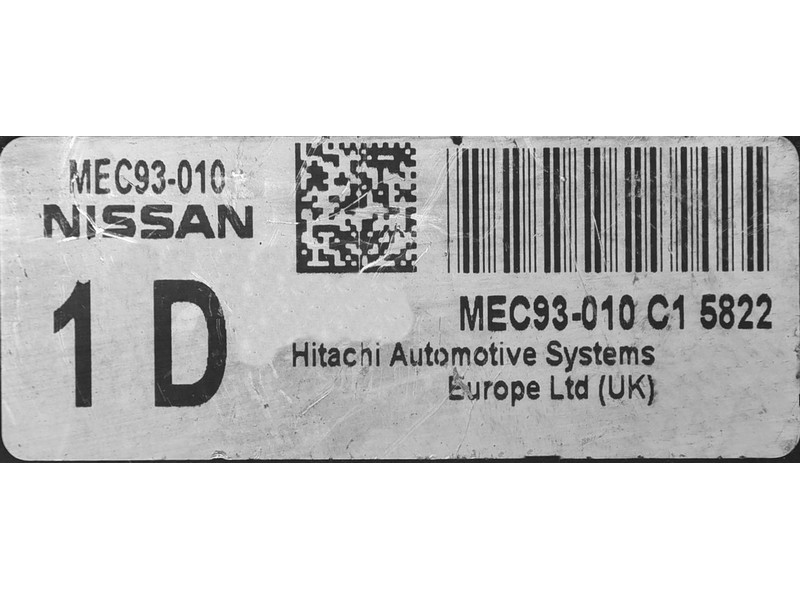 MEC93-010
NISSAN
1 D
MEC93-010 C1 5822
Hitachi Automotive Systems
Europe Ltd (UK)